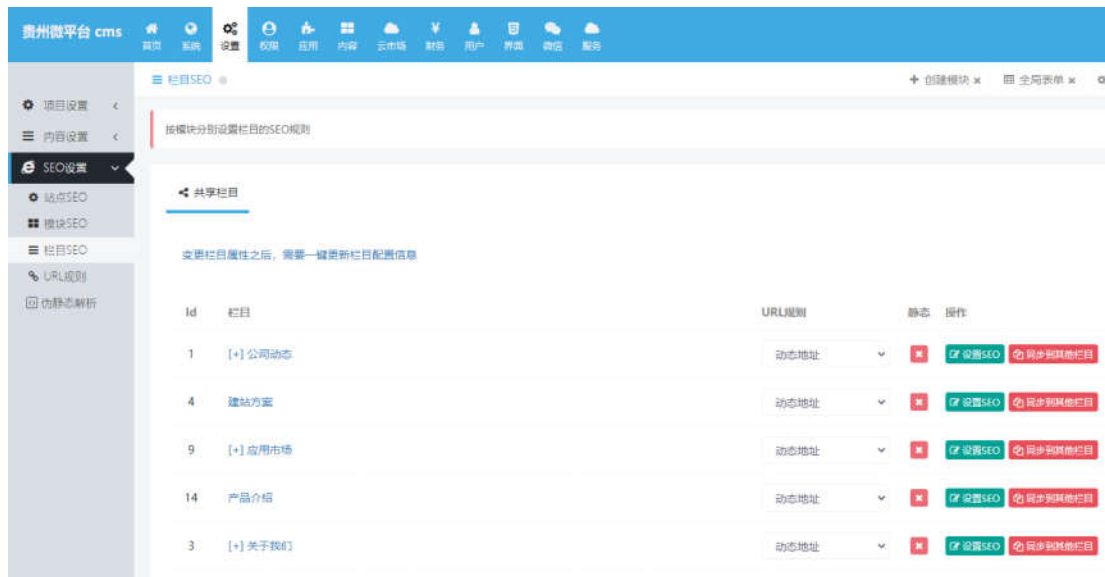 贵州微平台 cms
首页 系统 设置 权限 应用 内容 云市场 财务 用户 界面 微信 服务
栏目SEO 创建模块 全局表单
项目设置
内容设置
SEO设置
站点SEO
模块SEO
栏目SEO
URL规则
伪静态解析
按模块分别设置栏目的SEO规则
共享栏目
变更栏目属性之后，需要一键更新栏目配置信息
Id 栏目 URL规则 静态 操作
1 [+] 公司动态 动态地址 设置SEO 同步到其他栏目
4 建站方案 动态地址 设置SEO 同步到其他栏目
9 [+] 应用市场 动态地址 设置SEO 同步到其他栏目
14 产品介绍 动态地址 设置SEO 同步到其他栏目
3 [+] 关于我们 动态地址 设置SEO 同步到其他栏目